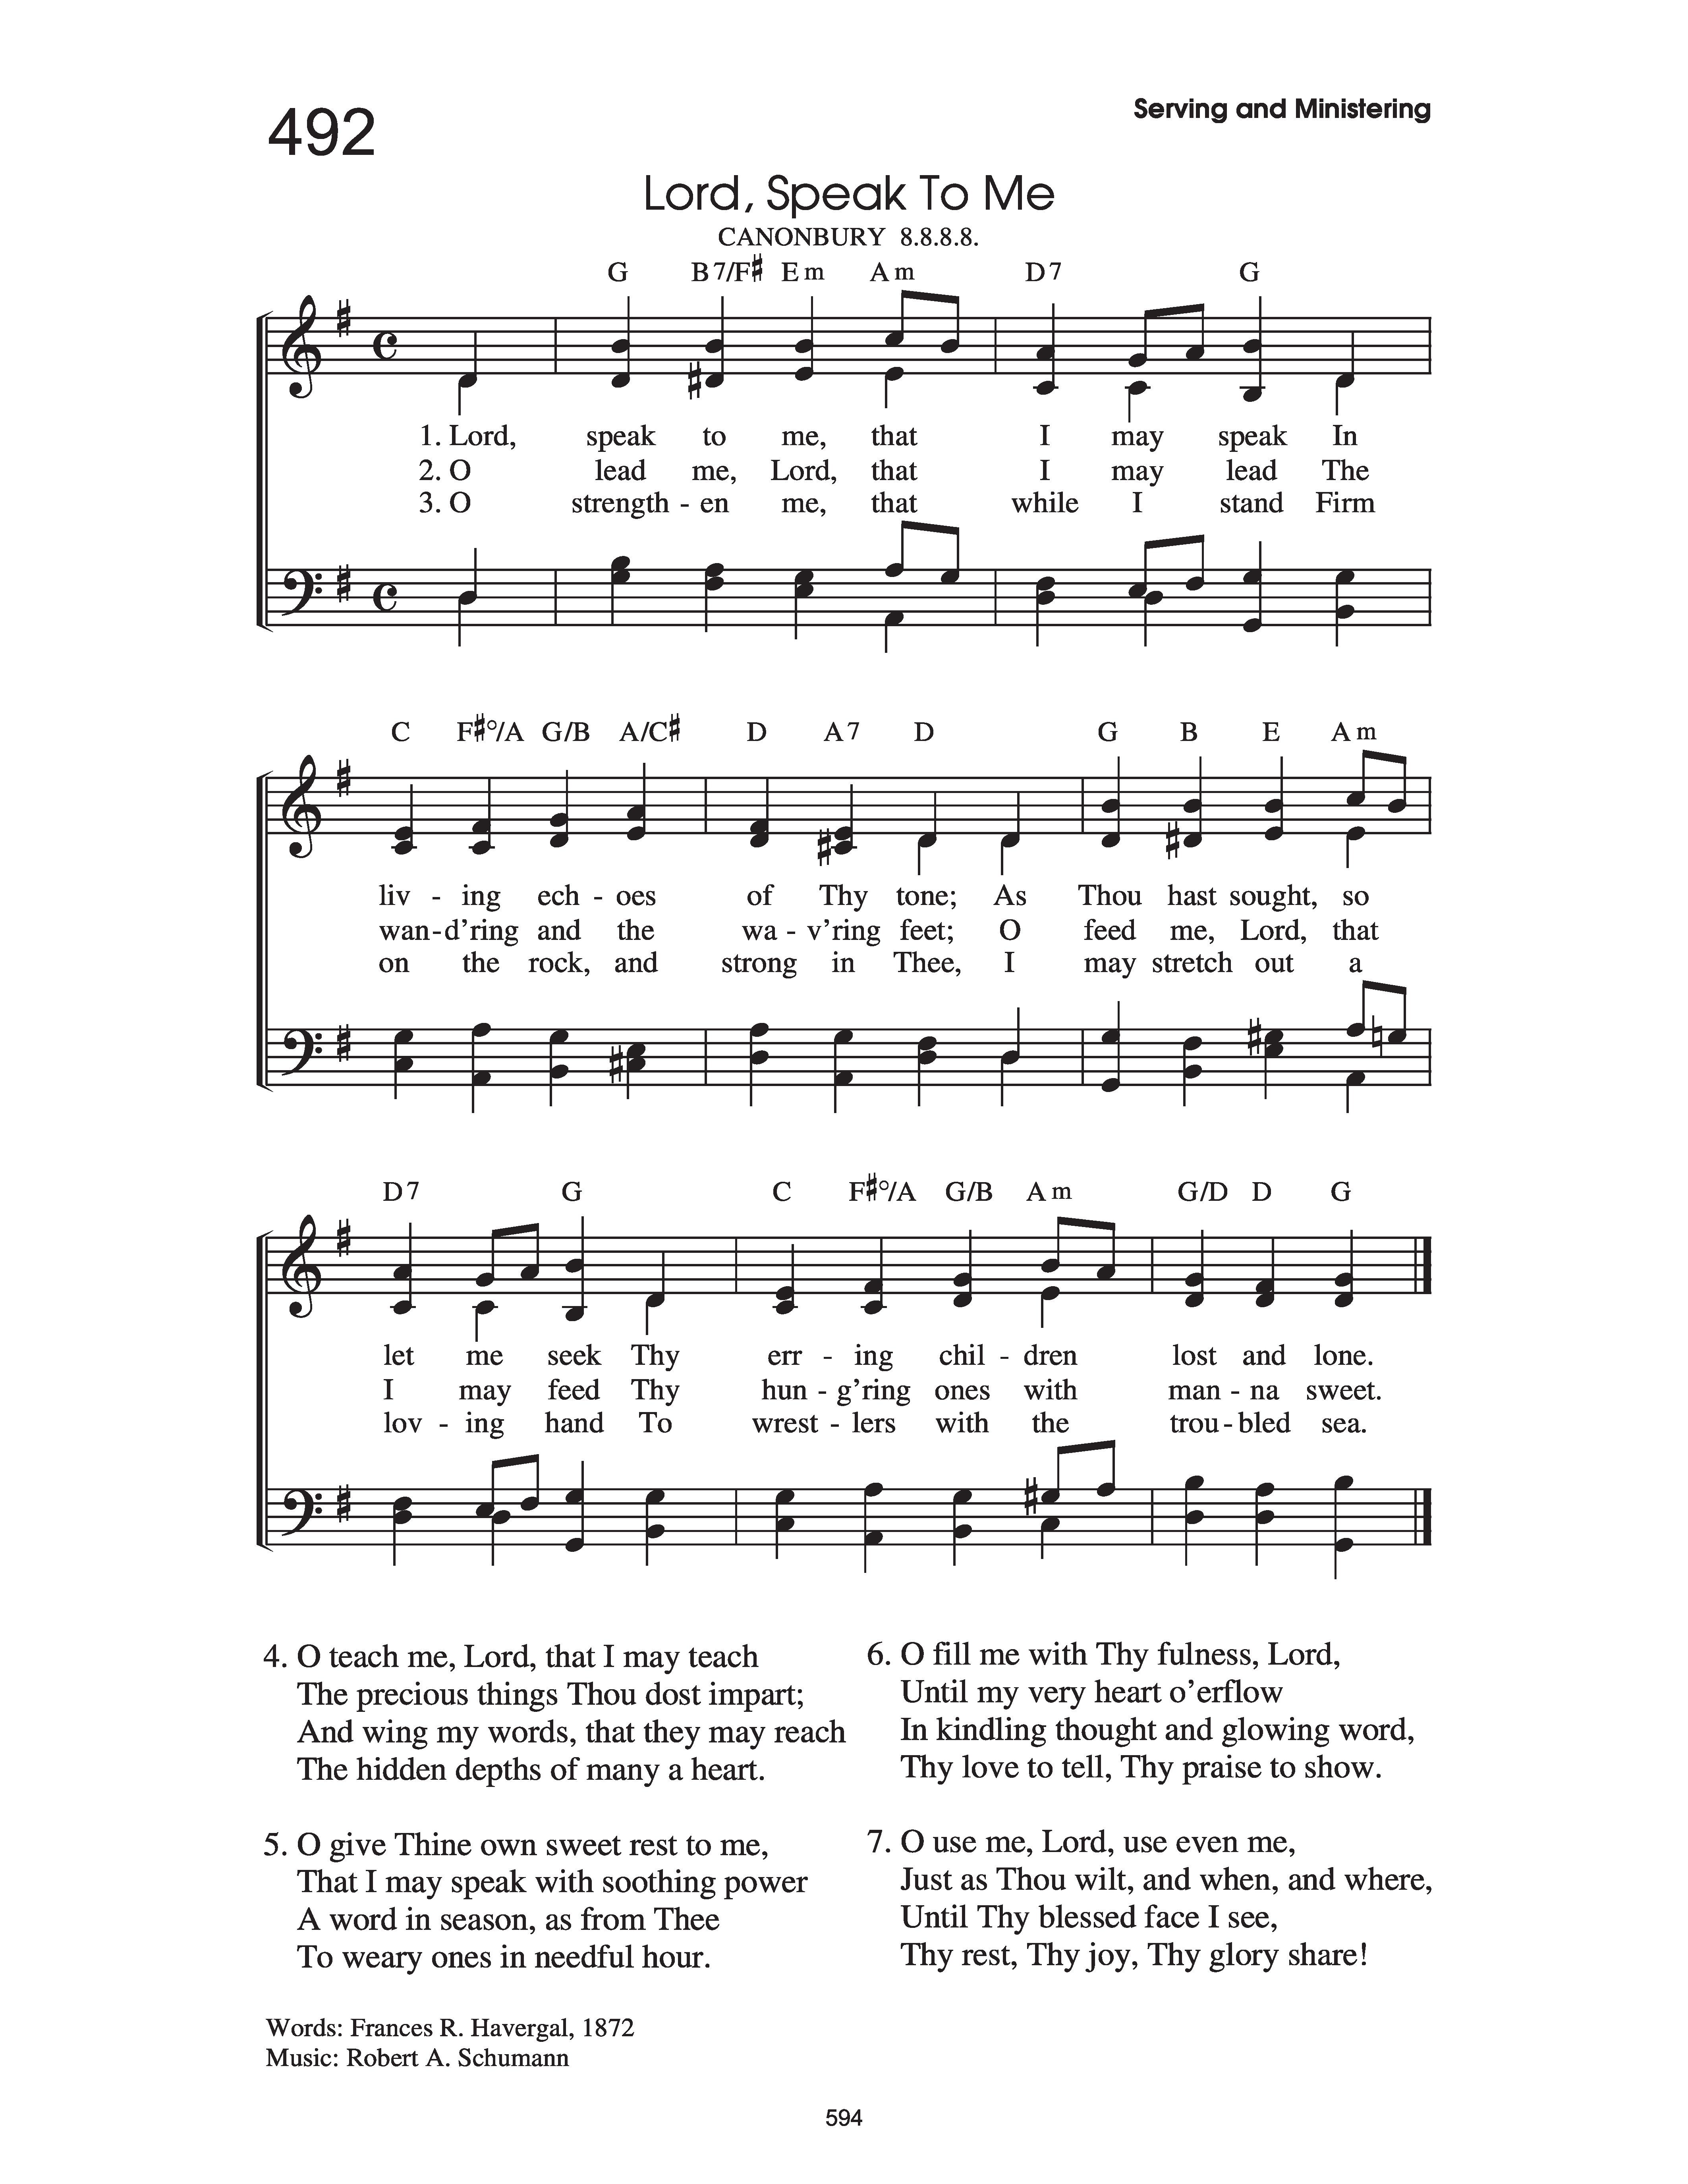 492
Serving and Ministering
Lord, Speak To Me
CANONBURY 8.8.8.8.
G B7/F♯ Em Am D7 G
1. Lord, speak to me, that I may speak In
2. O lead me, Lord, that I may lead The
3. O strength - en me, that while I stand Firm
C F♯°/A G/B A/C♯ D A7 D G B E Am
liv - ing ech - oes of Thy tone; As Thou hast sought, so
wan - d’ring and the wa - v’ring feet; O feed me, Lord, that
on the rock, and strong in Thee, I may stretch out a
D7 G C F♯°/A G/B Am G/D D G
let me seek Thy err - ing chil - dren lost and lone.
I may feed Thy hun - g’ring ones with man - na sweet.
lov - ing hand To wrest - lers with the trou - bled sea.
4. O teach me, Lord, that I may teach
The precious things Thou dost impart;
And wing my words, that they may reach
The hidden depths of many a heart.
5. O give Thine own sweet rest to me,
That I may speak with soothing power
A word in season, as from Thee
To weary ones in needful hour.
6. O fill me with Thy fulness, Lord,
Until my very heart o’erflow
In kindling thought and glowing word,
Thy love to tell, Thy praise to show.
7. O use me, Lord, use even me,
Just as Thou wilt, and when, and where,
Until Thy blessed face I see,
Thy rest, Thy joy, Thy glory share!
Words: Frances R. Havergal, 1872
Music: Robert A. Schumann
594